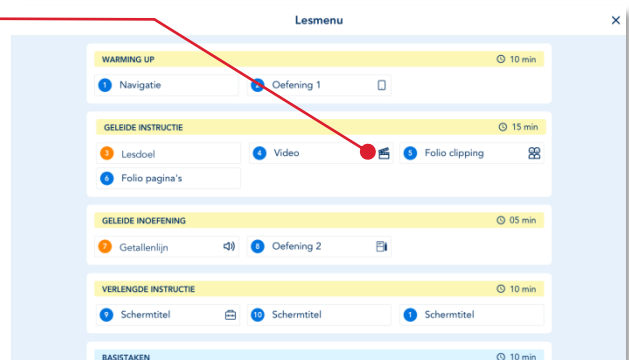 Lesmenu
WARMING UP 10 min
1 Navigatie 2 Oefening 1
GELEIDE INSTRUCTIE 15 min
3 Lesdoel 4 Video 5 Folio clipping
6 Folio pagina's
GELEIDE INOEFENING 05 min
7 Getallenlijn 8 Oefening 2
VERLENGDE INSTRUCTIE 10 min
9 Schermtitel 10 Schermtitel 1 Schermtitel
BASISTAKEN 10 min